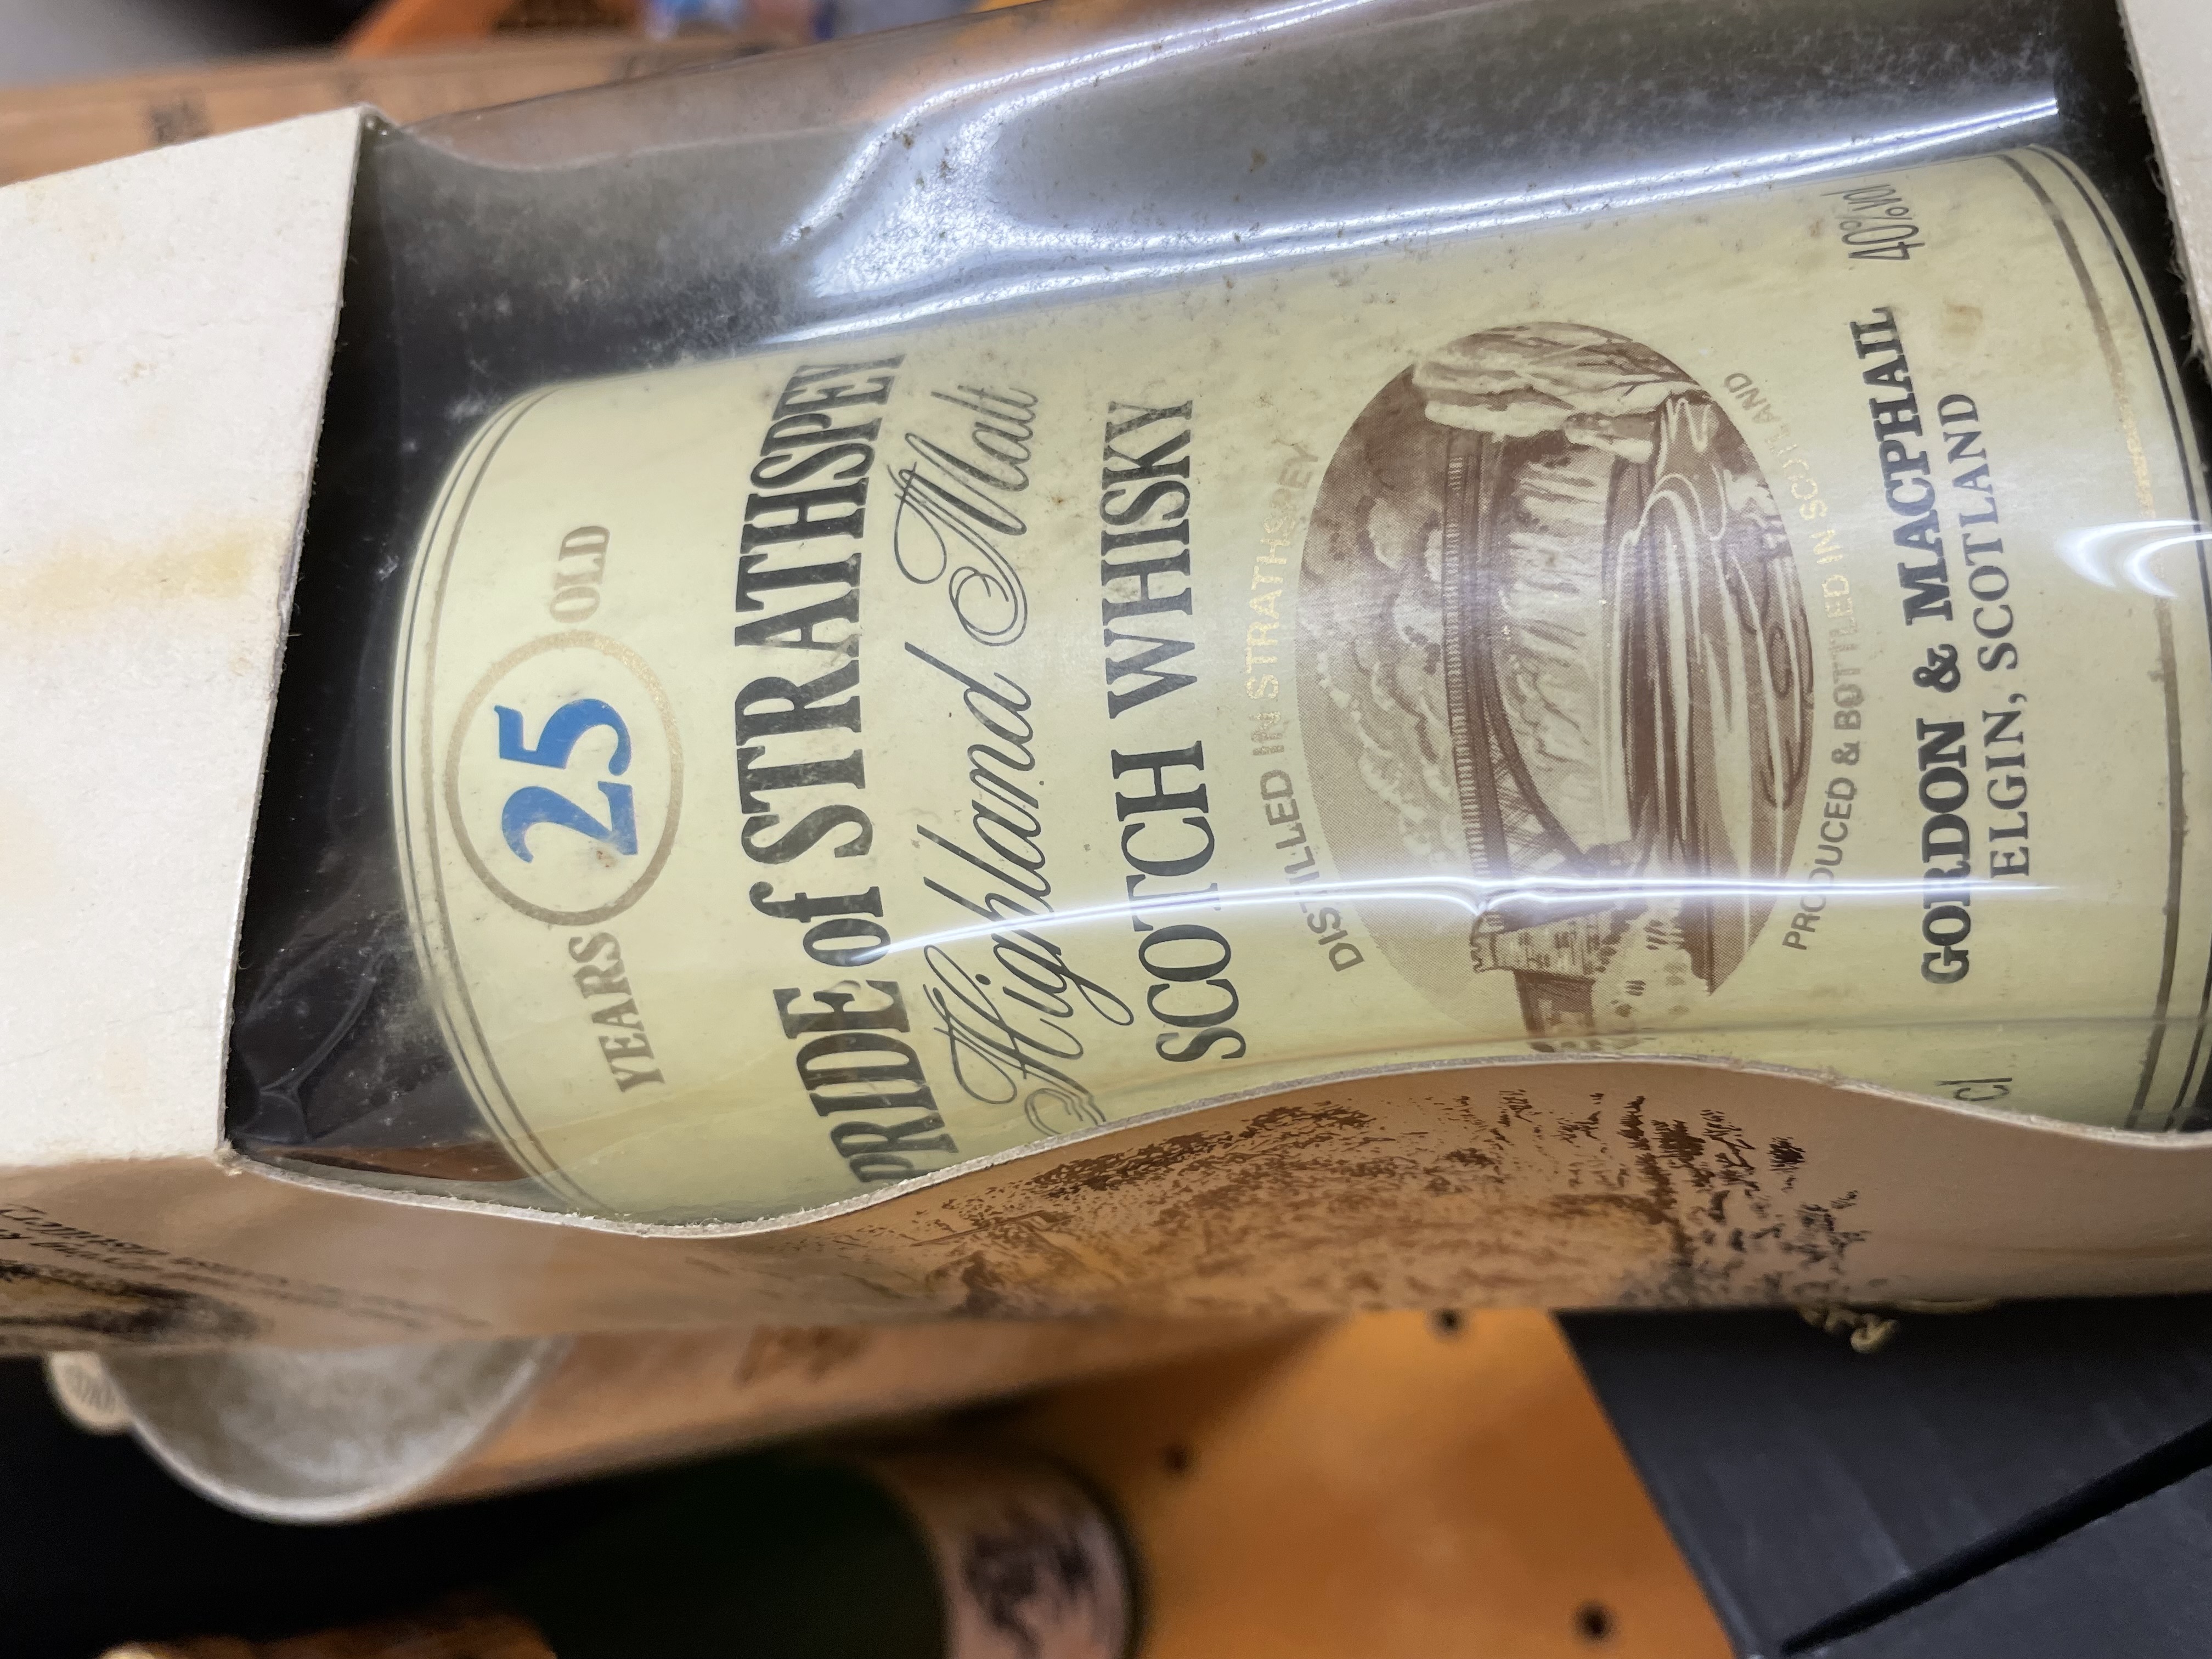 YEARS 25 OLD
PRIDE of STRATHSPEY
Highland Malt
SCOTCH WHISKY
DISTILLED IN STRATHSPEY
PRODUCED & BOTTLED IN SCOTLAND
cl 40%vol
GORDON & MACPHAIL
ELGIN, SCOTLAND